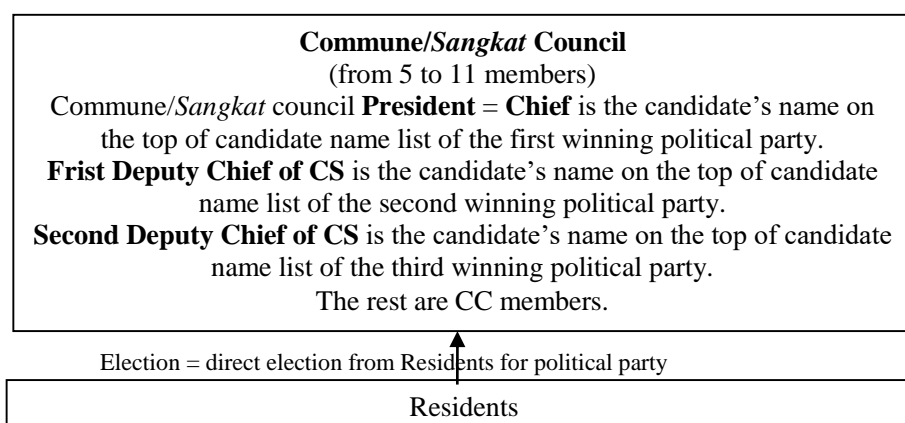 Commune/Sangkat Council
(from 5 to 11 members)
Commune/Sangkat council President = Chief is the candidate’s name on
the top of candidate name list of the first winning political party.
Frist Deputy Chief of CS is the candidate’s name on the top of candidate
name list of the second winning political party.
Second Deputy Chief of CS is the candidate’s name on the top of candidate
name list of the third winning political party.
The rest are CC members.
Election = direct election from Residents for political party
Residents